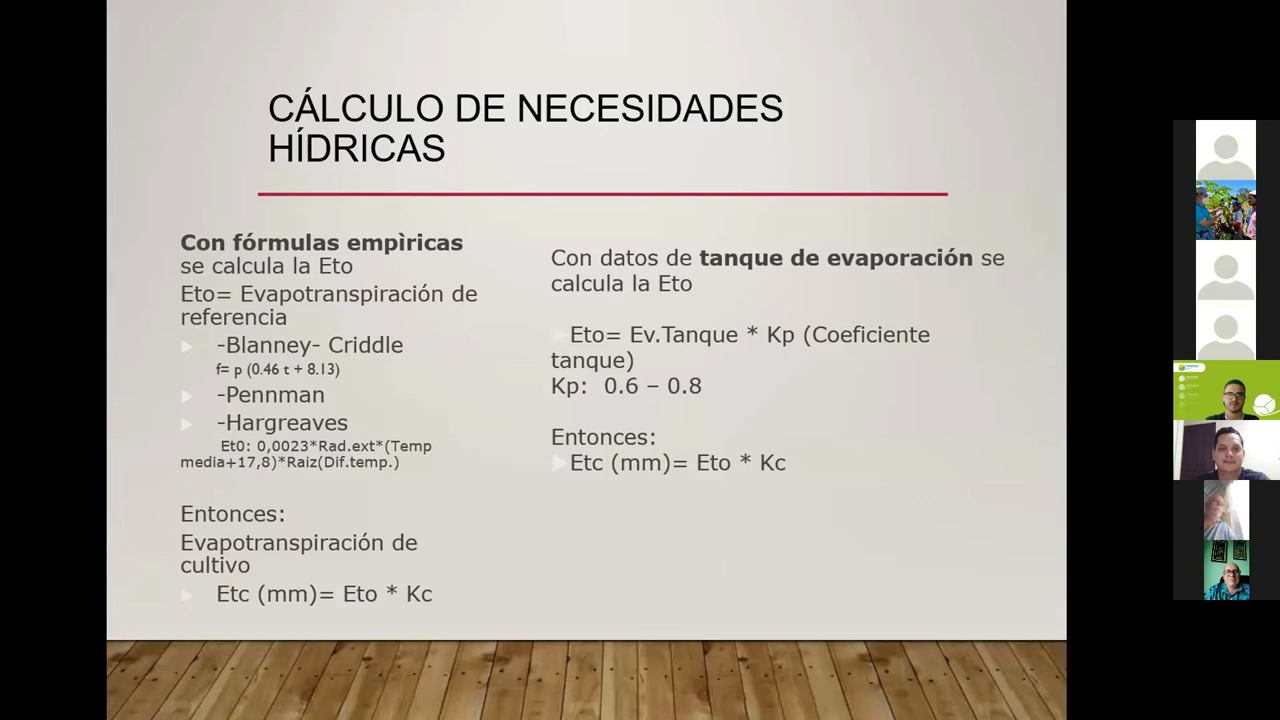 CÁLCULO DE NECESIDADES
HÍDRICAS
Con fórmulas empìricas
se calcula la Eto
Eto= Evapotranspiración de
referencia
-Blanney- Criddle
f= p (0.46 t + 8.13)
-Pennman
-Hargreaves
Et0: 0,0023*Rad.ext*(Temp
media+17,8)*Raiz(Dif.temp.)
Entonces:
Evapotranspiración de
cultivo
Etc (mm)= Eto * Kc
Con datos de tanque de evaporación se
calcula la Eto
Eto= Ev.Tanque * Kp (Coeficiente
tanque)
Kp:  0.6 – 0.8
Entonces:
Etc (mm)= Eto * Kc